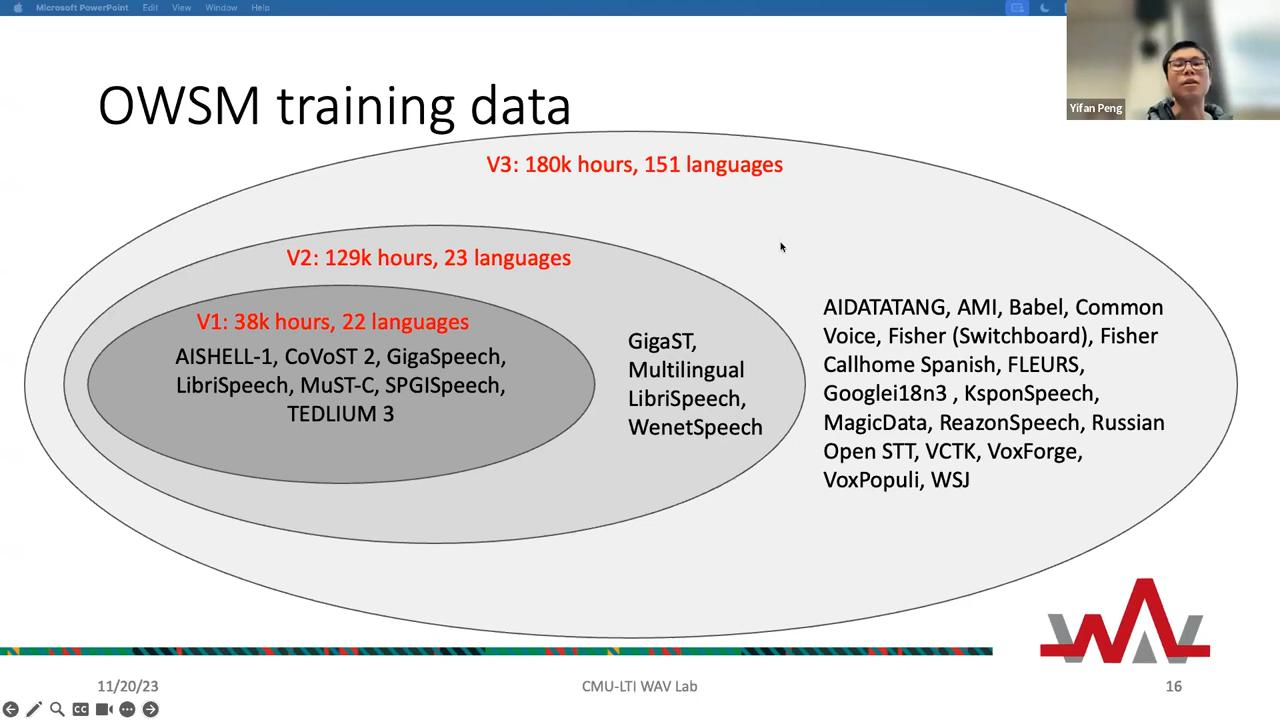 Microsoft PowerPoint Edit View Window Help
Yifan Peng
OWSM training data
V3: 180k hours, 151 languages
V2: 129k hours, 23 languages
V1: 38k hours, 22 languages
AISHELL-1, CoVoST 2, GigaSpeech,
LibriSpeech, MuST-C, SPGISpeech,
TEDLIUM 3
GigaST,
Multilingual
LibriSpeech,
WenetSpeech
AIDATATANG, AMI, Babel, Common
Voice, Fisher (Switchboard), Fisher
Callhome Spanish, FLEURS,
Googlei18n3 , KsponSpeech,
MagicData, ReazonSpeech, Russian
Open STT, VCTK, VoxForge,
VoxPopuli, WSJ
WAV
11/20/23
CMU-LTI WAV Lab
16
CC